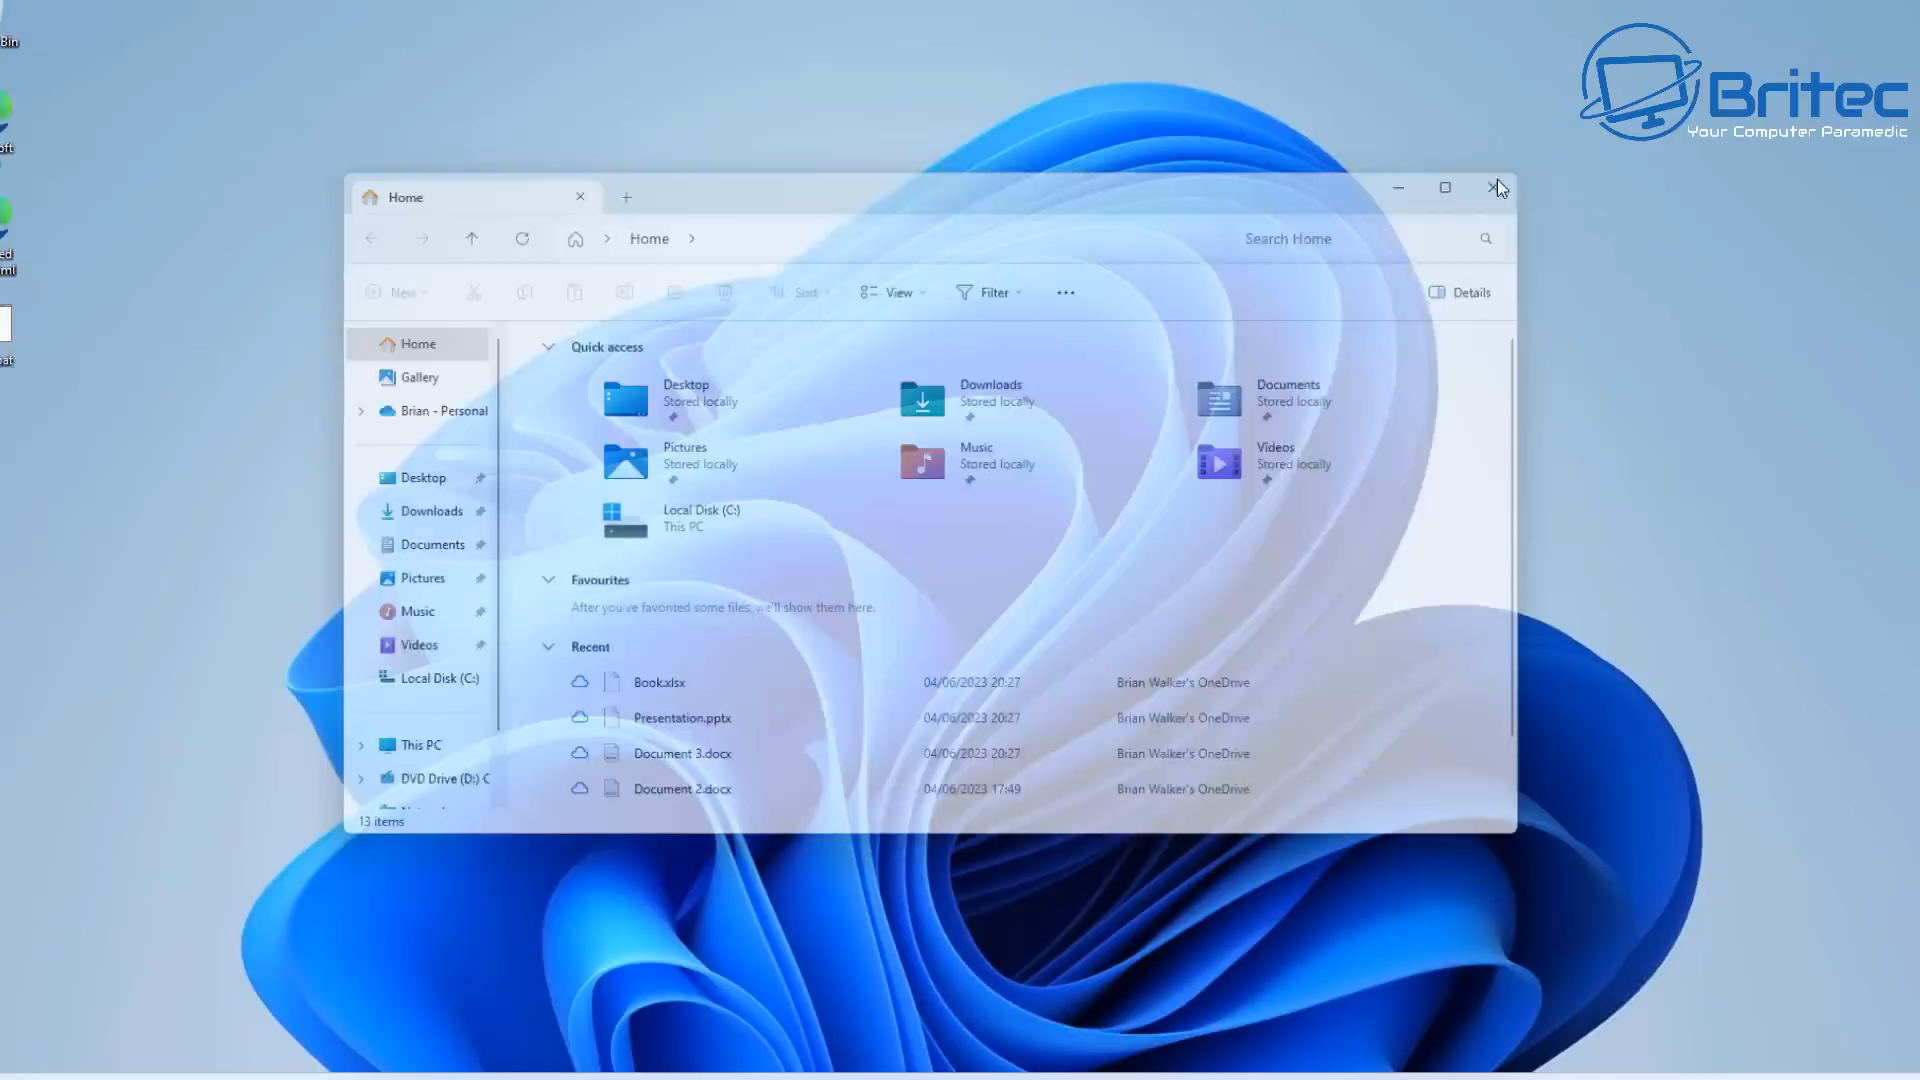 Bin
oft
ed
ml
oat
Britec
Your Computer Paramedic
Home
Home
Search Home
New
Sort
View
Filter
Details
Home
Gallery
Brian - Personal
Desktop
Downloads
Documents
Pictures
Music
Videos
Local Disk (C:)
This PC
DVD Drive (D:) C
13 items
Quick access
Desktop
Stored locally
Downloads
Stored locally
Documents
Stored locally
Pictures
Stored locally
Music
Stored locally
Videos
Stored locally
Local Disk (C:)
This PC
Favourites
After you've favorited some files, we'll show them here.
Recent
Book.xlsx 04/06/2023 20:27 Brian Walker's OneDrive
Presentation.pptx 04/06/2023 20:27 Brian Walker's OneDrive
Document 3.docx 04/06/2023 20:27 Brian Walker's OneDrive
Document 2.docx 04/06/2023 17:49 Brian Walker's OneDrive